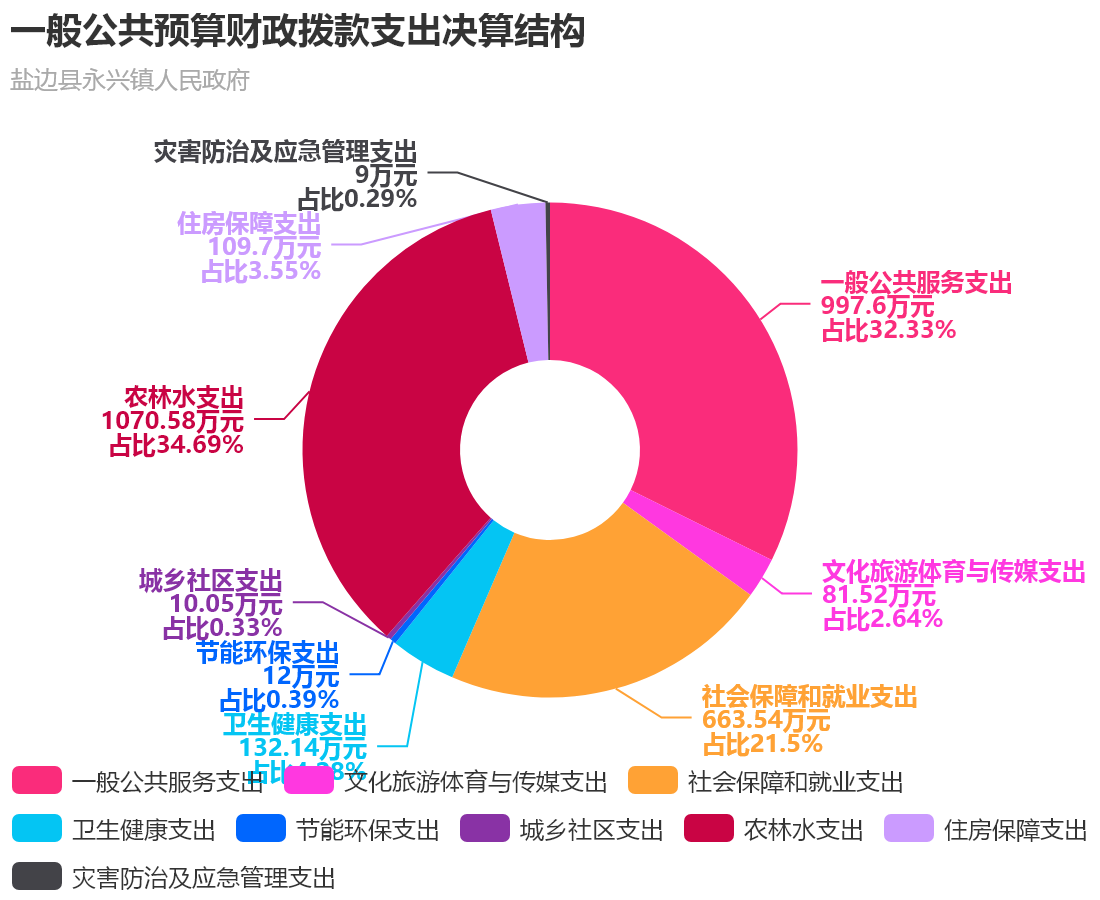 一般公共预算财政拨款支出决算结构
盐边县永兴镇人民政府
灾害防治及应急管理支出
9万元
占比0.29%
住房保障支出
109.7万元
占比3.55%
一般公共服务支出
997.6万元
占比32.33%
农林水支出
1070.58万元
占比34.69%
文化旅游体育与传媒支出
81.52万元
占比2.64%
城乡社区支出
10.05万元
占比0.33%
节能环保支出
12万元
占比0.39%
社会保障和就业支出
663.54万元
占比21.5%
卫生健康支出
132.14万元
占比
一般公共服务支出 文化旅游体育与传媒支出 社会保障和就业支出
卫生健康支出 节能环保支出 城乡社区支出 农林水支出 住房保障支出
灾害防治及应急管理支出